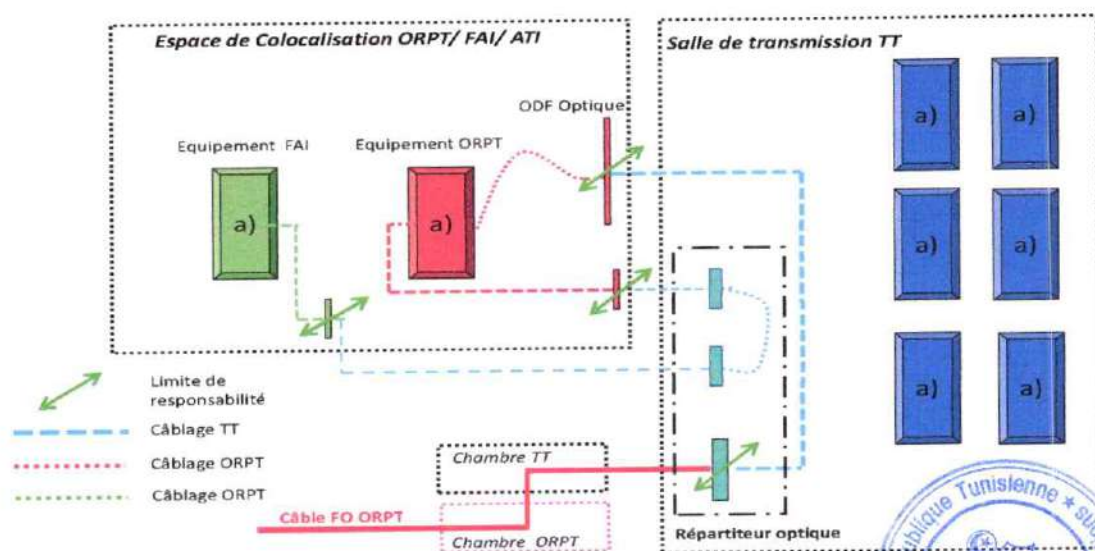 Espace de Colocalisation ORPT/ FAI/ ATI
Salle de transmission TT
ODF Optique
Equipement FAI
Equipement ORPT
a)
a)
a)
a)
a)
a)
a)
a)
Limite de
responsabilité
Câblage TT
Câblage ORPT
Câblage ORPT
Chambre TT
Câble FO ORPT
Chambre ORPT
Répartiteur optique
ublique Tunisienne *